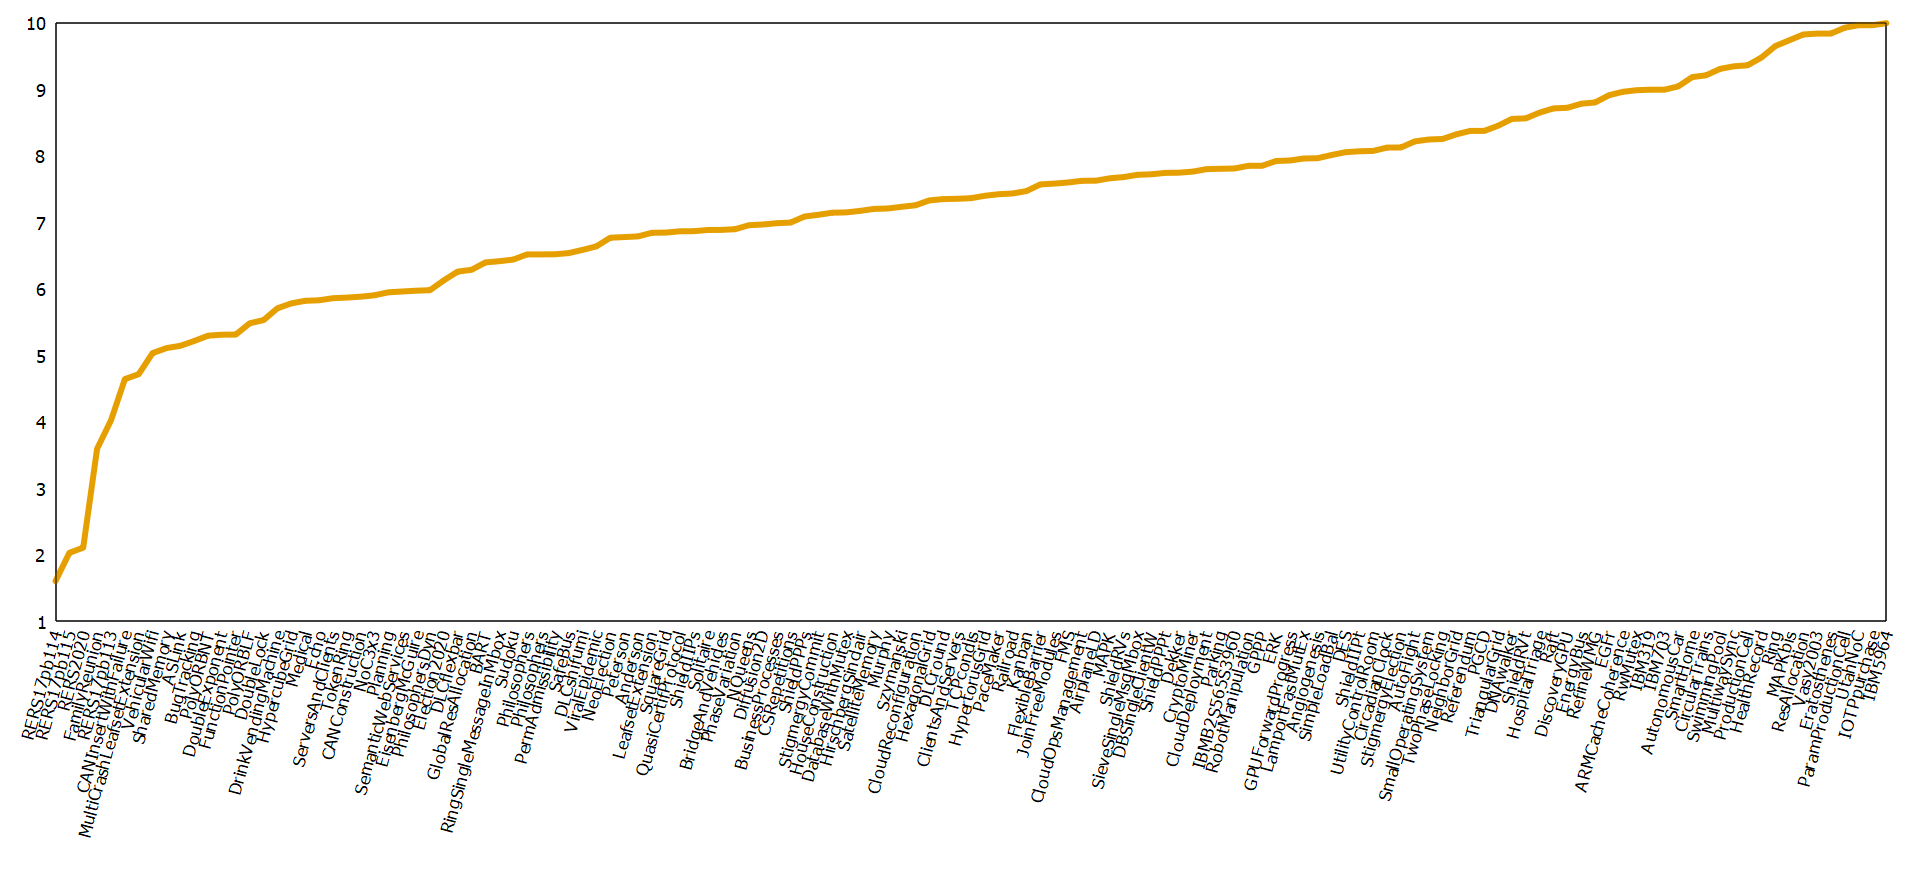 10
9
8
7
6
5
4
3
2
1
RERS17pb114
RERS17pb115
RERS2020
FamilyReunion
RERS17pb113
CANInsertWithFailure
MultiCrashLeafsetExtension
VehicularWifi
SharedMemory
ASLink
BugTracking
PolyORBNT
DoubleExponent
FunctionPointer
PolyORBLF
DoubleLock
DrinkVendingMachine
HypercubeGrid
Medical
Echo
ServersAndClients
TokenRing
CANConstruction
NoC3x3
Planning
SemanticWebServices
EisenbergMcGuire
PhilosophersDyn
Election2020
DLCflexbar
GlobalResAllocation
BART
RingSingleMessageInMbox
Sudoku
Philosophers
PermAdmissibility
SafeBus
DLCshifumi
ViralEpidemic
NeoElection
Peterson
Anderson
LeafsetExtension
SquareGrid
QuasiCertifProtocol
ShieldIIPs
Solitaire
BridgeAndVehicles
PhaseVariation
NQueens
Diffusion2D
BusinessProcesses
CSRepetitions
ShieldPPPs
StigmergyCommit
HouseConstruction
DatabaseWithMutex
HirschbergSinclair
SatelliteMemory
Murphy
Szymanski
CloudReconfiguration
HexagonalGrid
DLCround
ClientsAndServers
TCPcondis
HypertorusGrid
PaceMaker
Railroad
Kanban
FlexibleBarrier
JoinFreeModules
FMS
CloudOpsManagement
AirplaneLD
MAPK
ShieldRVs
SieveSingleMsgMbox
DBSingleClientW
ShieldPPPt
Dekker
CryptoMiner
CloudDeployment
Parking
IBMB2S565S3960
RobotManipulation
GPPP
ERK
GPUForwardProgress
LamportFastMutEx
Angiogenesis
SimpleLoadBal
DES
ShieldIIPt
UtilityControlRoom
CircadianClock
StigmergyElection
AutoFlight
SmallOperatingSystem
TwoPhaseLocking
NeighborGrid
Referendum
PGCD
TriangularGrid
DNAwalker
ShieldRVt
HospitalTriage
Raft
DiscoveryGPU
EnergyBus
RefineWMG
EGFr
ARMCacheCoherence
RwMutex
IBM319
IBM703
AutonomousCar
SmartHome
CircularTrains
SwimmingPool
MultiwaySync
ProductionCell
HealthRecord
Ring
MAPKbis
ResAllocation
Vasy2003
Eratosthenes
ParamProductionCell
UtahNoC
IOTPpurchase
IBM5964